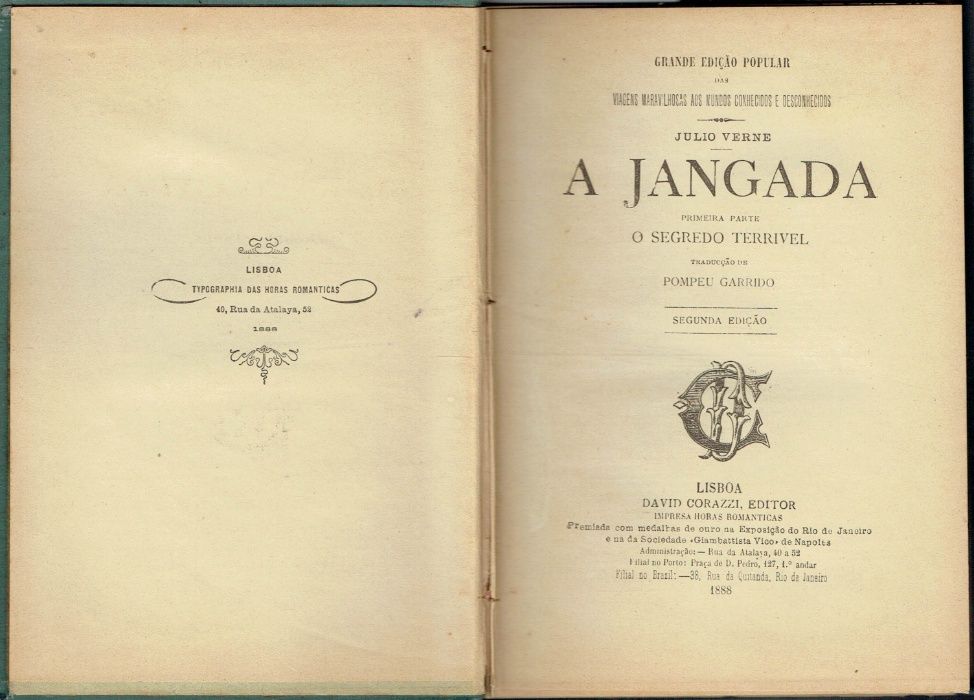 LISBOA
TYPOGRAPHIA DAS HORAS ROMANTICAS
40, Rua da Atalaya, 52
1888
GRANDE EDIÇÃO POPULAR
DAS
VIAGENS MARAVILHOSAS AOS MUNDOS CONHECIDOS E DESCONHECIDOS
JULIO VERNE
A JANGADA
PRIMEIRA PARTE
O SEGREDO TERRIVEL
TRADUCÇÃO DE
POMPEU GARRIDO
SEGUNDA EDIÇÃO
LISBOA
DAVID CORAZZI, EDITOR
IMPRESA HORAS ROMANTICAS
Premiada com medalhas de ouro na Exposição do Rio de Janeiro
e na da Sociedade «Giambattista Vico» de Napoles
Administração: — Rua da Atalaya, 40 a 52
Filial no Porto: Praça de D. Pedro, 127, 1.º andar
Filial no Brazil: —38, Rua da Quitanda, Rio de Janeiro
1888